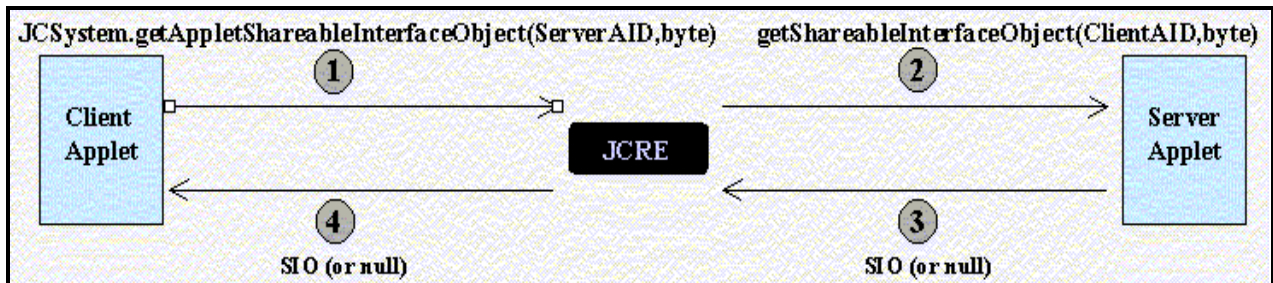 JCSystem.getAppletShareableInterfaceObject(ServerAID,byte)
getShareableInterfaceObject(ClientAID,byte)
1
2
Client
Applet
JCRE
Server
Applet
4
3
SIO (or null)
SIO (or null)